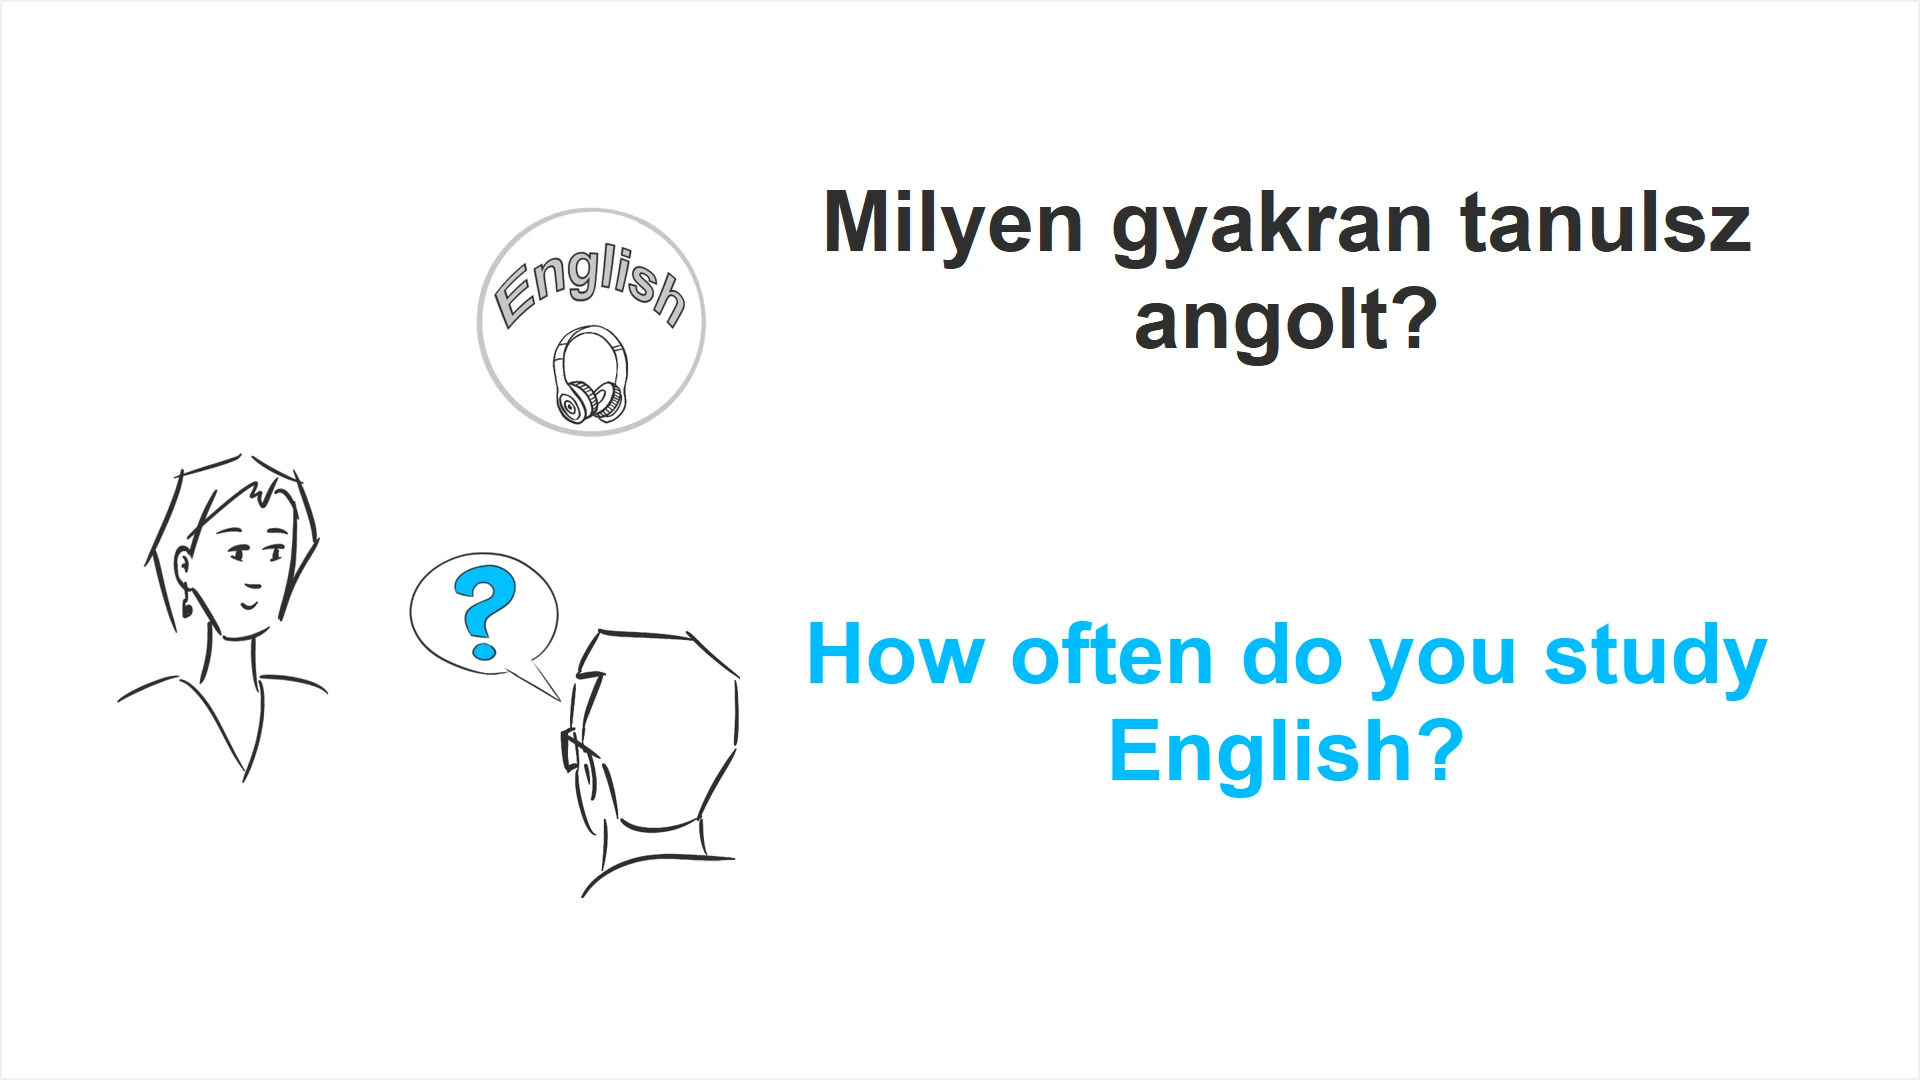 English
Milyen gyakran tanulsz
angolt?
?
How often do you study
English?